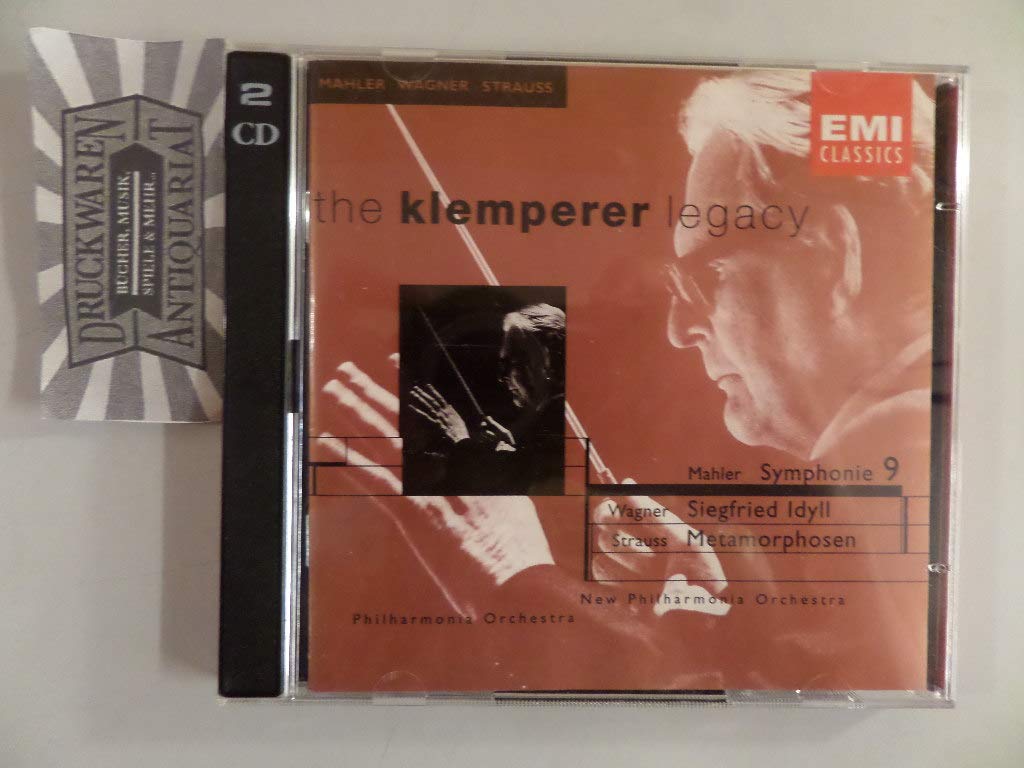 DRUCKWAREN
BÜCHER, MUSIK,
SPIELE & MEHR...
ANTIQUARIAT
2
CD
MAHLER WAGNER STRAUSS
EMI
CLASSICS
the klemperer legacy
Mahler Symphonie 9
Wagner Siegfried Idyll
Strauss Metamorphosen
New Philharmonia Orchestra
Philharmonia Orchestra